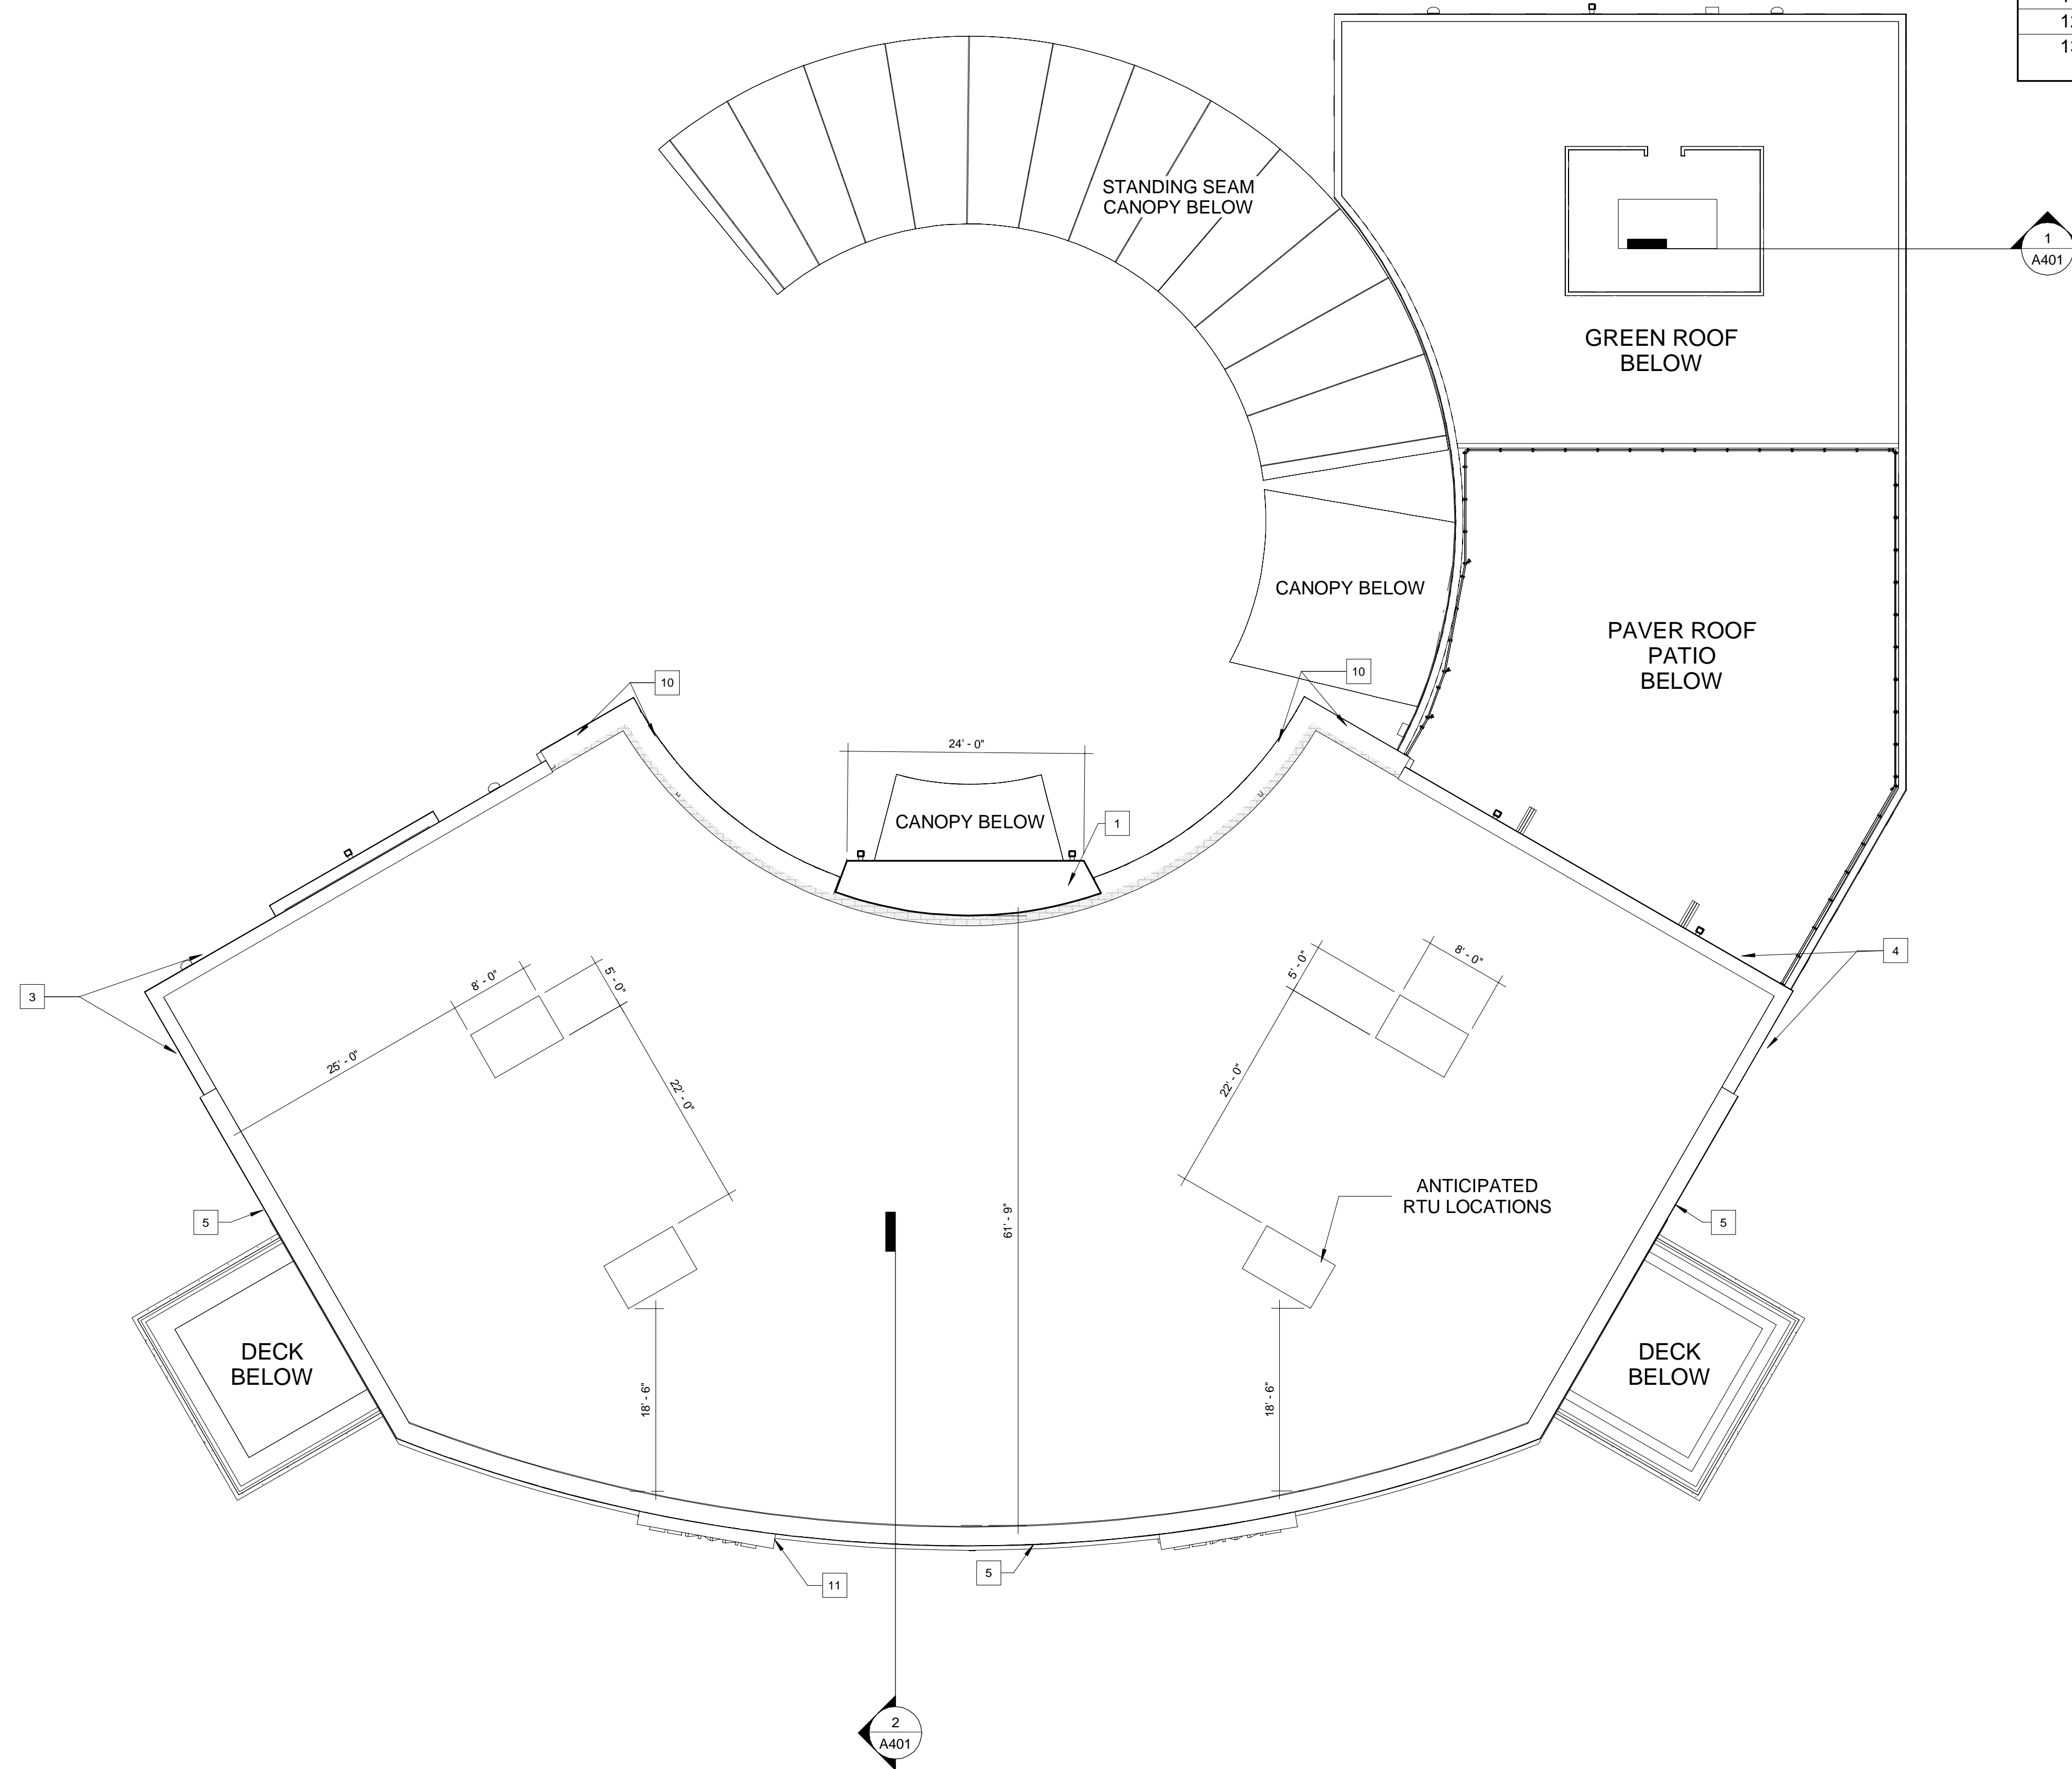 12
13
STANDING SEAM
CANOPY BELOW
1
A401
GREEN ROOF
BELOW
CANOPY BELOW
PAVER ROOF
PATIO
BELOW
10
10
24' - 0"
CANOPY BELOW
1
3
4
8' - 0"
5' - 0"
5' - 0"
8' - 0"
25' - 0"
22' - 0"
22' - 0"
ANTICIPATED
RTU LOCATIONS
61' - 9"
5
5
DECK
BELOW
DECK
BELOW
18' - 6"
18' - 6"
5
11
2
A401